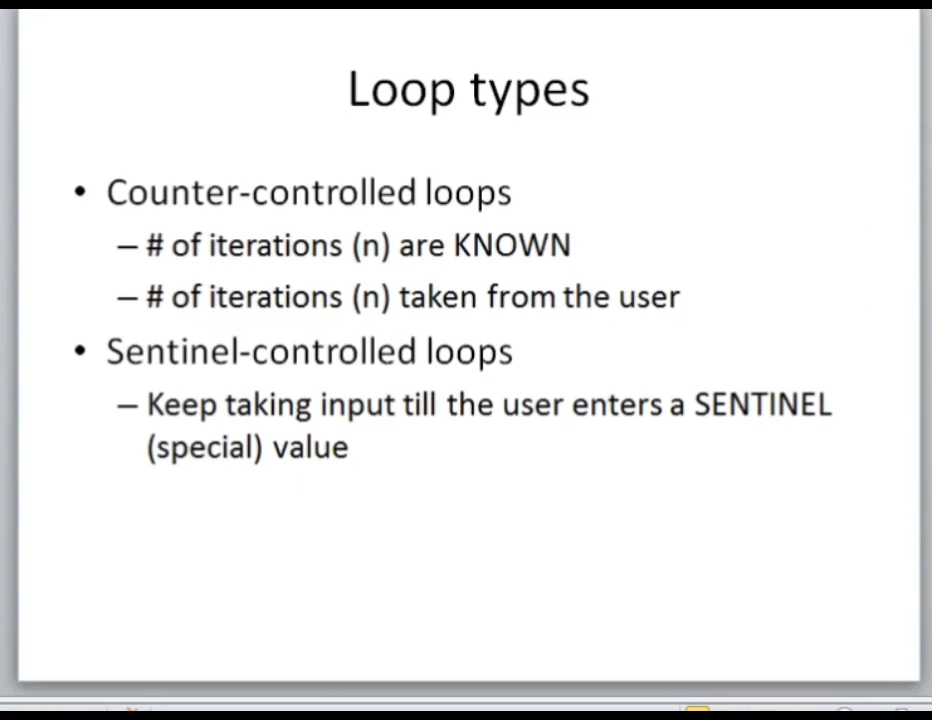 Loop types
• Counter-controlled loops
– # of iterations (n) are KNOWN
– # of iterations (n) taken from the user
• Sentinel-controlled loops
– Keep taking input till the user enters a SENTINEL
(special) value